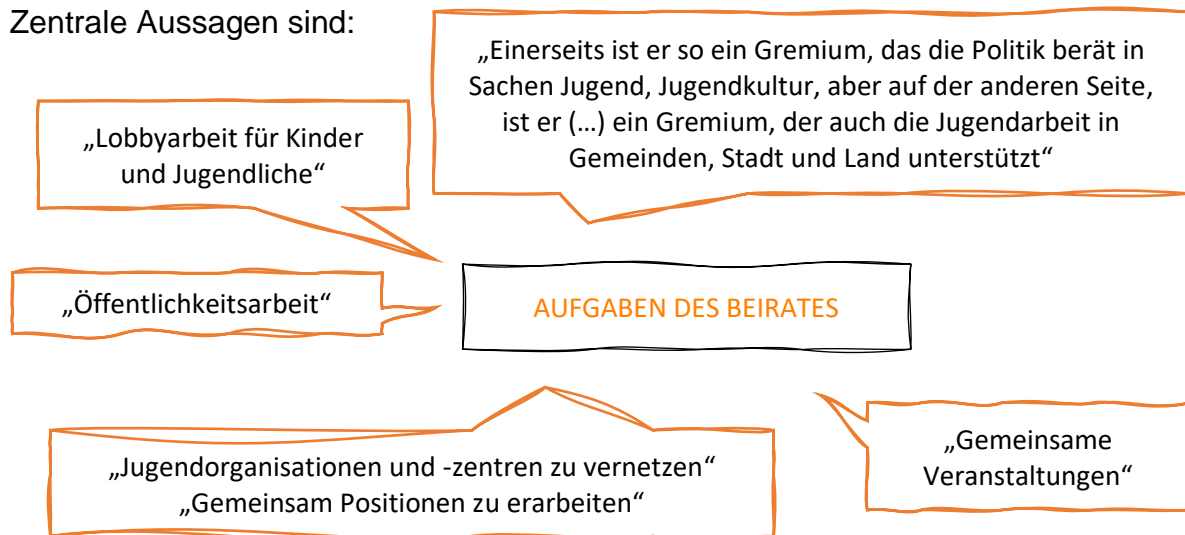 Zentrale Aussagen sind:
„Einerseits ist er so ein Gremium, das die Politik berät in
Sachen Jugend, Jugendkultur, aber auf der anderen Seite,
ist er (…) ein Gremium, der auch die Jugendarbeit in
Gemeinden, Stadt und Land unterstützt“
„Lobbyarbeit für Kinder
und Jugendliche“
„Öffentlichkeitsarbeit“
AUFGABEN DES BEIRATES
„Jugendorganisationen und -zentren zu vernetzen“
„Gemeinsam Positionen zu erarbeiten“
„Gemeinsame
Veranstaltungen“